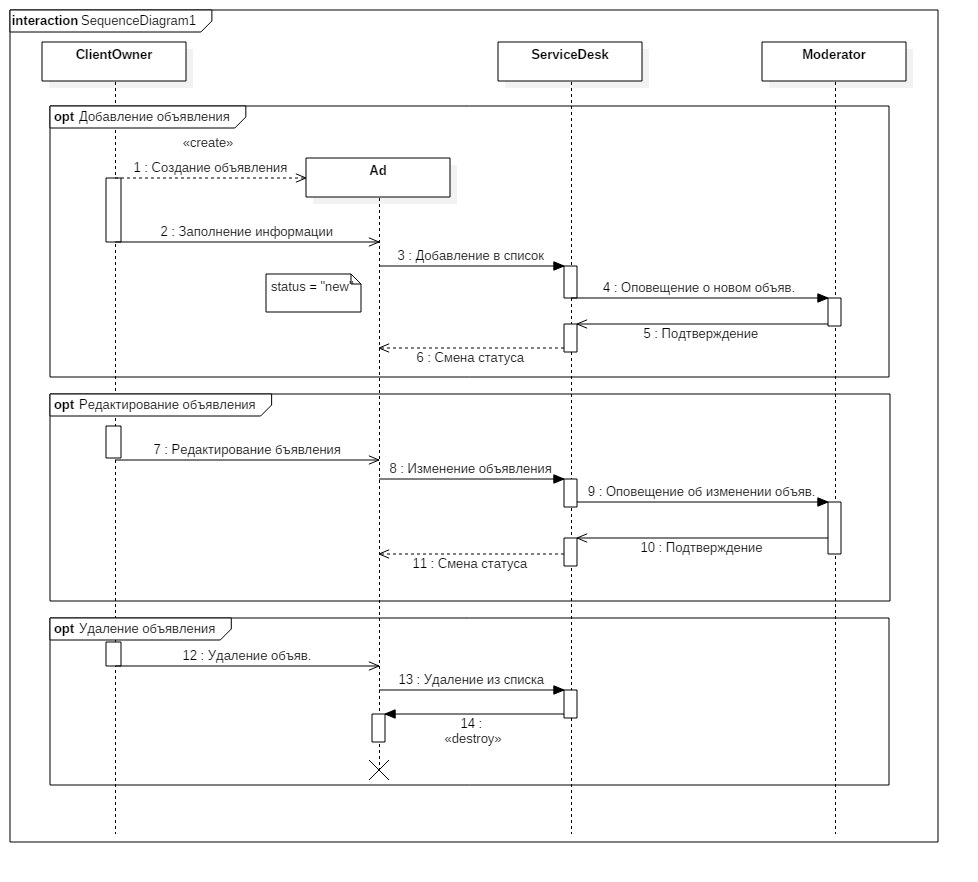 interaction SequenceDiagram1
ClientOwner
ServiceDesk
Moderator
opt Добавление объявления
«create»
1 : Создание объявления
Ad
2 : Заполнение информации
3 : Добавление в список
status = "new"
4 : Оповещение о новом объяв.
5 : Подтверждение
6 : Смена статуса
opt Редактирование объявления
7 : Редактирование бъявления
8 : Изменение объявления
9 : Оповещение об изменении объяв.
10 : Подтверждение
11 : Смена статуса
opt Удаление объявления
12 : Удаление объяв.
13 : Удаление из списка
14 :
«destroy»